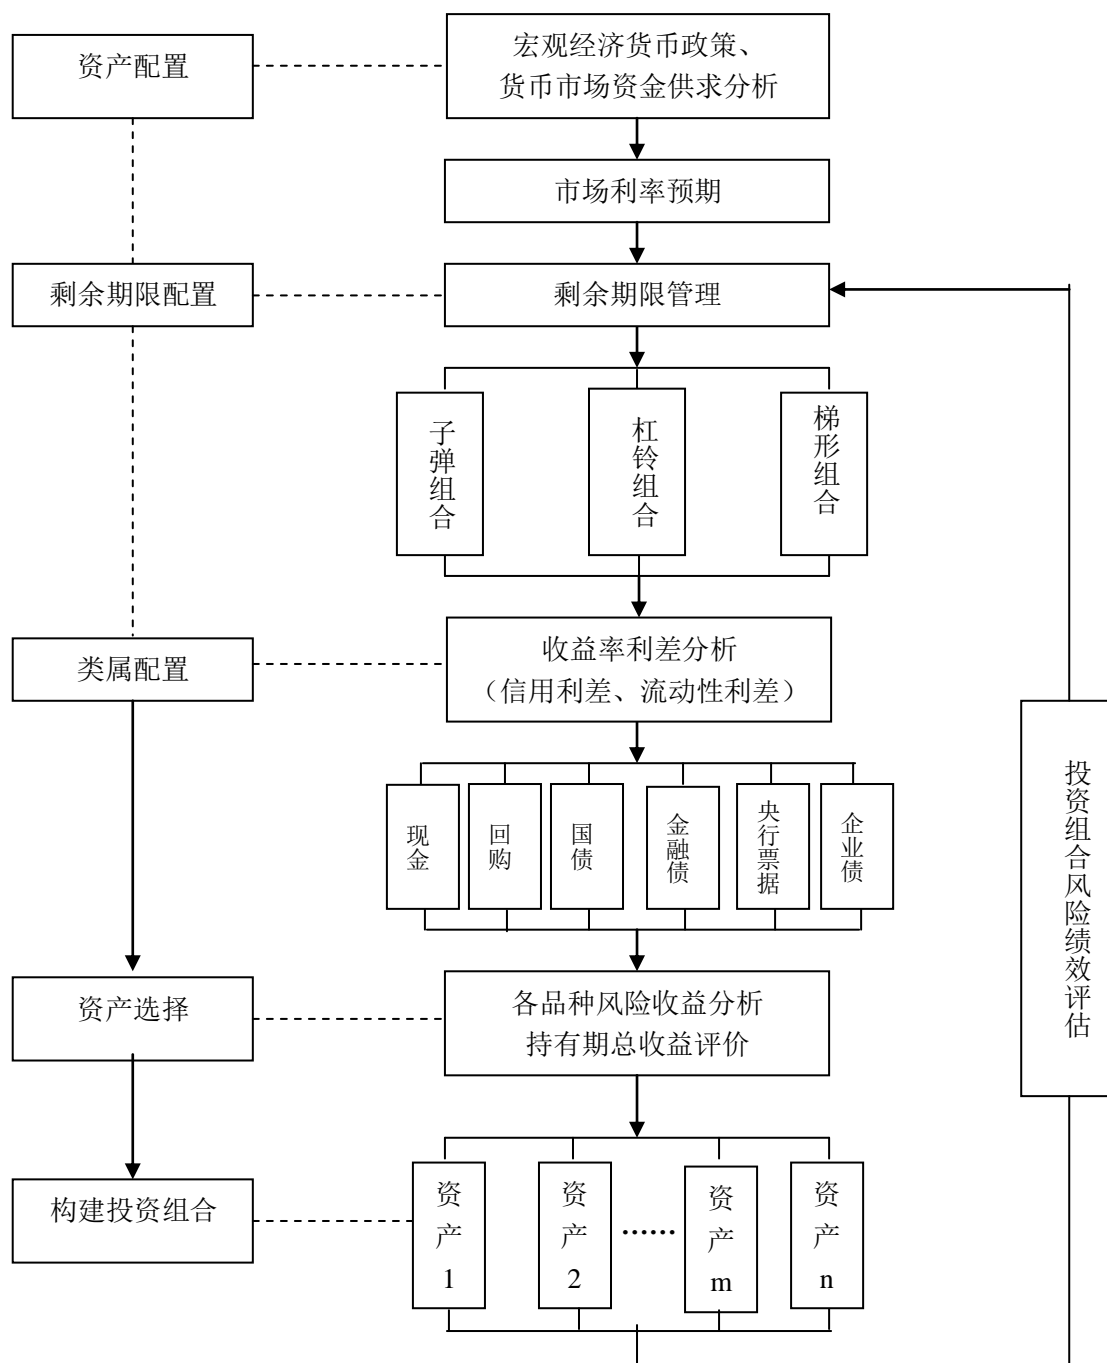 资产配置
宏观经济货币政策、
货币市场资金供求分析
市场利率预期
剩余期限配置
剩余期限管理
子弹组合
杠铃组合
梯形组合
类属配置
收益率利差分析
（信用利差、流动性利差）
现金
回购
国债
金融债
央行票据
企业债
投资组合风险绩效评估
资产选择
各品种风险收益分析
持有期总收益评价
构建投资组合
资产1
资产2
……
资产m
资产n